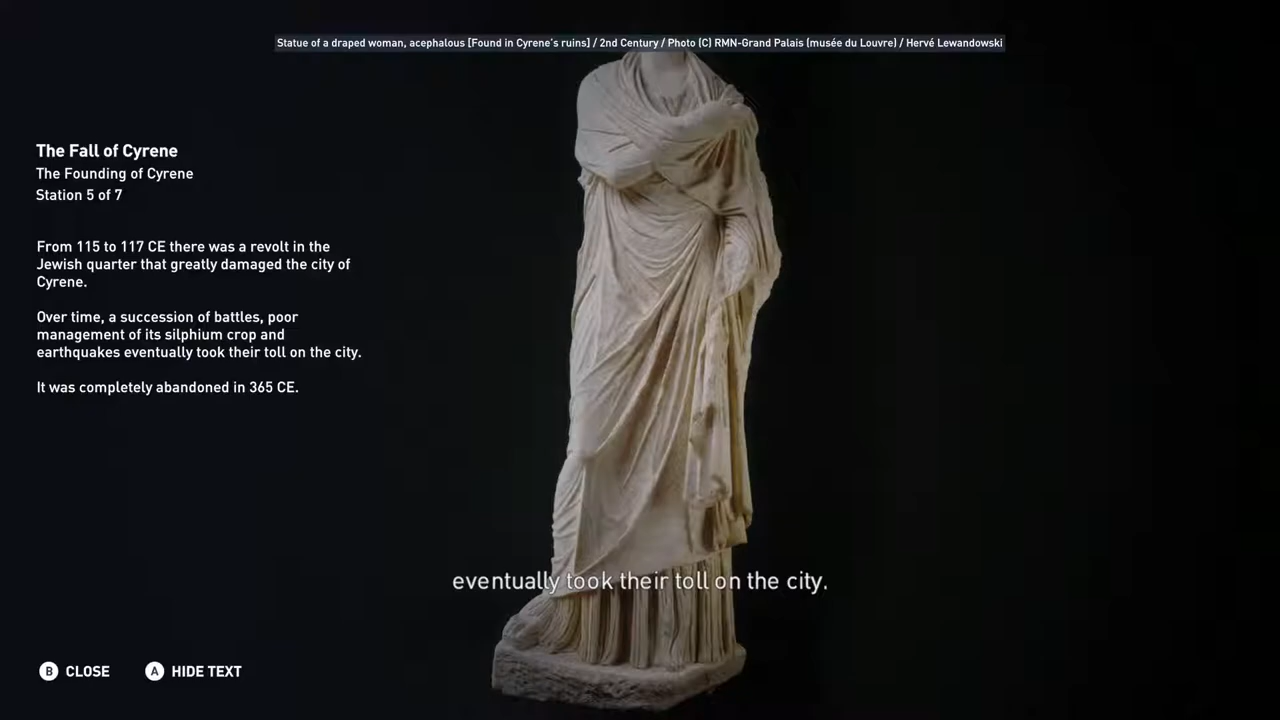 Statue of a draped woman, acephalous [Found in Cyrene's ruins] / 2nd Century / Photo (C) RMN-Grand Palais (musée du Louvre) / Hervé Lewandowski
The Fall of Cyrene
The Founding of Cyrene
Station 5 of 7
From 115 to 117 CE there was a revolt in the
Jewish quarter that greatly damaged the city of
Cyrene.
Over time, a succession of battles, poor
management of its silphium crop and
earthquakes eventually took their toll on the city.
It was completely abandoned in 365 CE.
eventually took their toll on the city.
B CLOSE A HIDE TEXT